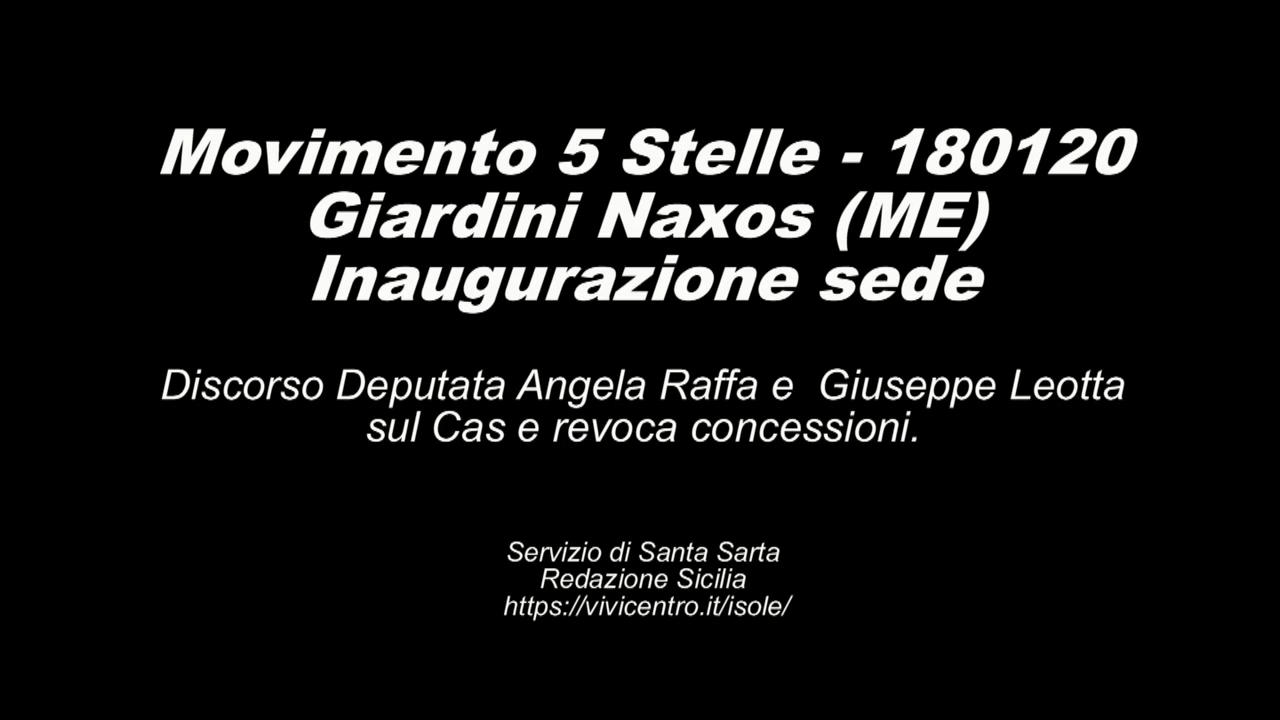 Movimento 5 Stelle - 180120
Giardini Naxos (ME)
Inaugurazione sede
Discorso Deputata Angela Raffa e  Giuseppe Leotta
sul Cas e revoca concessioni.
Servizio di Santa Sarta
Redazione Sicilia
https://vivicentro.it/isole/